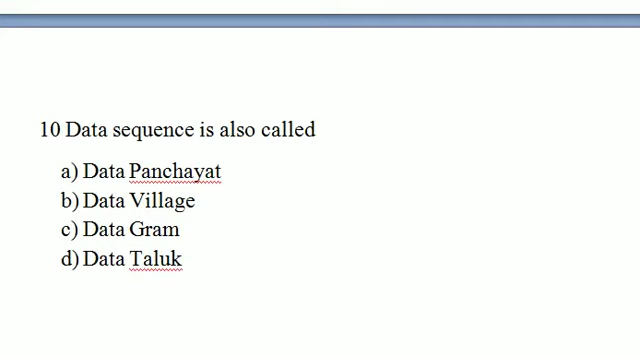 10 Data sequence is also called
a) Data Panchayat
b) Data Village
c) Data Gram
d) Data Taluk